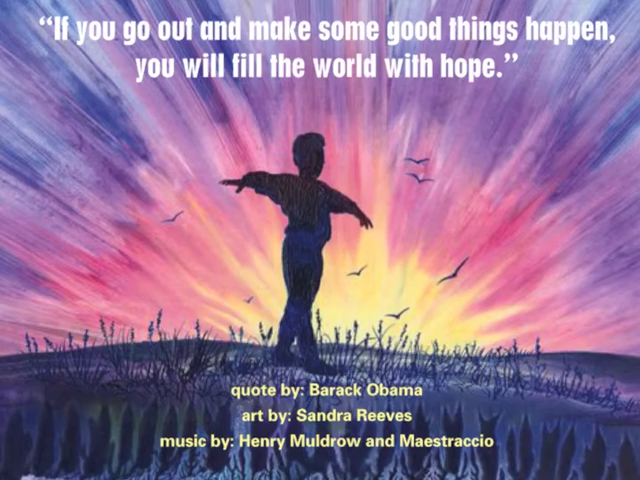 “If you go out and make some good things happen,
you will fill the world with hope.”
quote by: Barack Obama
art by: Sandra Reeves
music by: Henry Muldrow and Maestraccio